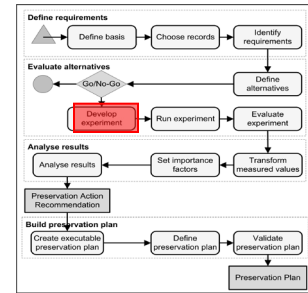 Define requirements
Define basis
Choose records
Identify
requirements
Evaluate alternatives
Go/No-Go
Define
alternatives
Develop
experiment
Run experiment
Evaluate
experiment
Analyse results
Analyse results
Set importance
factors
Transform
measured values
Preservation Action
Recommendation
Build preservation plan
Create executable
preservation plan
Define
preservation plan
Validate
preservation plan
Preservation Plan